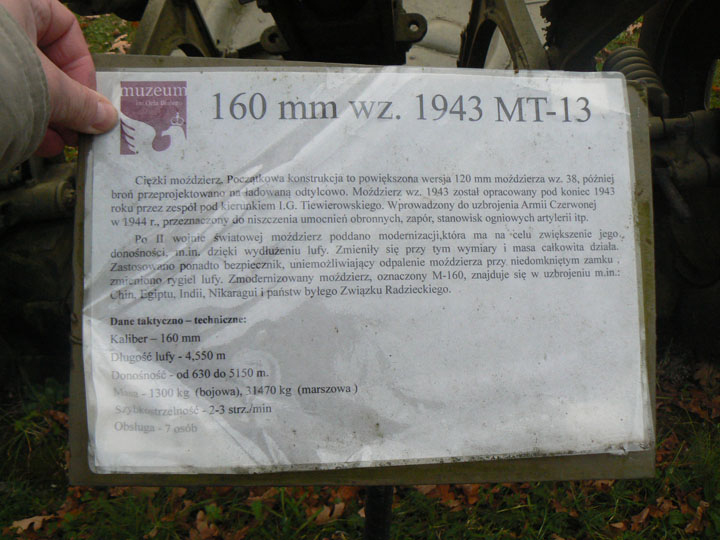 muzeum
160 mm wz. 1943 MT-13
Ciężki moździerz. Początkowa konstrukcja to powiększona wersja 120 mm moździerza wz. 38, później
broń przeprojektowano na ładowaną odtylcowo. Moździerz wz. 1943 został opracowany pod koniec 1943
roku przez zespół pod kierunkiem I.G. Tiewierowskiego. Wprowadzony do uzbrojenia Armii Czerwonej
w 1944 r., przeznaczony do niszczenia umocnień obronnych, zapór, stanowisk ogniowych artylerii itp.
Po II wojnie światowej moździerz poddano modernizacji,która ma na celu zwiększenie jego
donośności, m.in. dzięki wydłużeniu lufy. Zmieniły się przy tym wymiary i masa całkowita działa.
Zastosowano ponadto bezpiecznik, uniemożliwiający odpalenie moździerza przy niedomkniętym zamku i
zmieniono rygiel lufy. Zmodernizowany moździerz, oznaczony M-160, znajduje się w uzbrojeniu m.in.:
Chin, Egiptu, Indii, Nikaragui i państw byłego Związku Radzieckiego.
Dane taktyczno – techniczne:
Kaliber – 160 mm
Długość lufy - 4,550 m
Donośność - od 630 do 5150 m.
Masa - 1300 kg (bojowa), 31470 kg (marszowa )
Szybkostrzelność - 2-3 strz./min
Obsługa - 7 osób